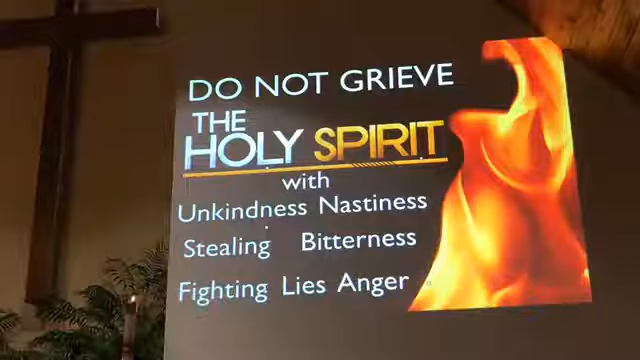 DO NOT GRIEVE
THE
HOLY SPIRIT
with
Unkindness Nastiness
Stealing Bitterness
Fighting Lies Anger